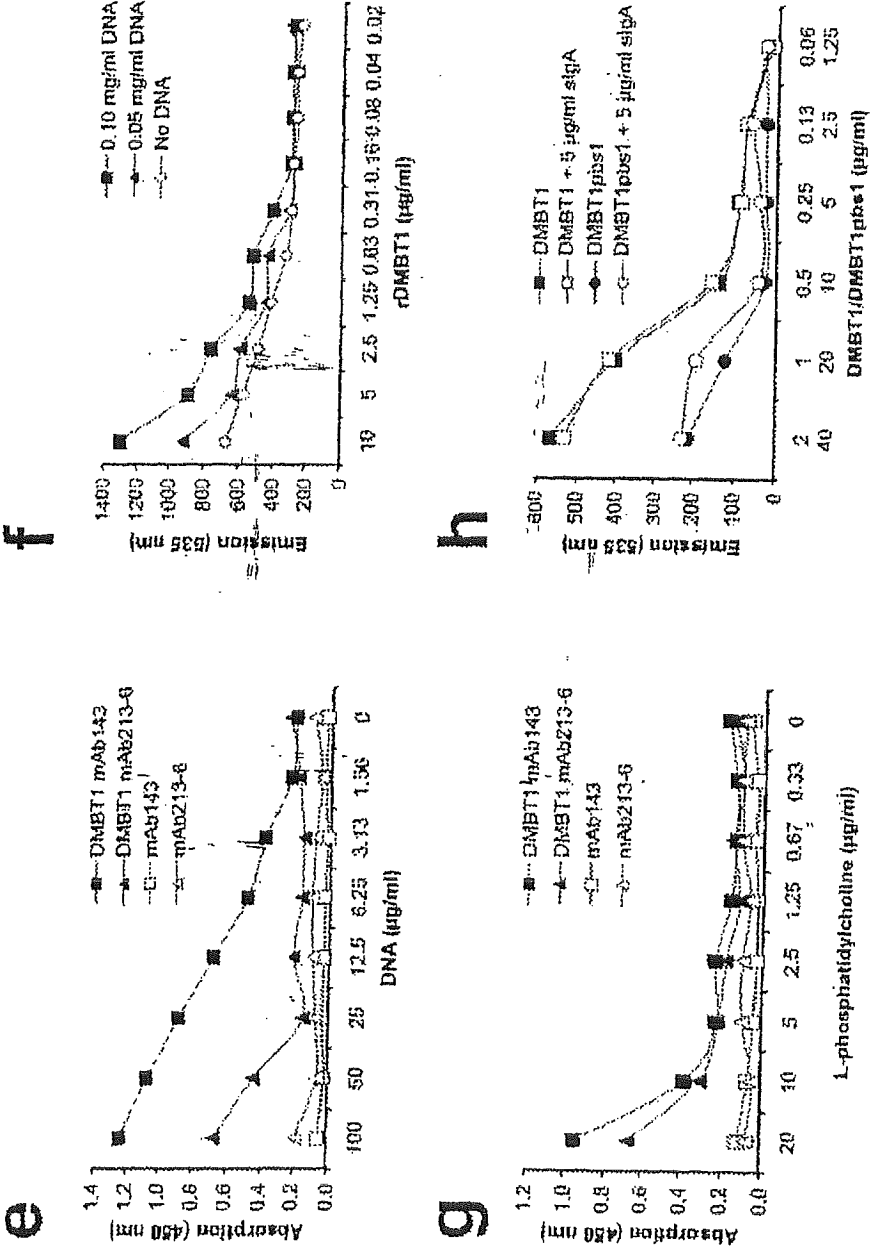 e
1.4
1.2
1.0
0.8
0.6
0.4
0.2
0.0
Absorption (450 nm)
DMBT1 mAb143
DMBT1 mAb213-6
mAb143
mAb213-6
100 50 25 12.5 6.25 3.13 1.56 0
DNA (µg/ml)
f
1400
1200
1000
800
600
400
200
0
Emission (535 nm)
0.10 mg/ml DNA
0.05 mg/ml DNA
No DNA
10 5 2.5 1.25 0.63 0.31 0.16 0.08 0.04 0.02
rDMBT1 (µg/ml)
g
1.2
1.0
0.8
0.6
0.4
0.2
0.0
Absorption (450 nm)
DMBT1 mAb143
DMBT1 mAb213-6
mAb143
mAb213-6
20 10 5 2.5 1.25 0.67 0.33 0
L-phosphatidylcholine (µg/ml)
h
600
500
400
300
200
100
0
Emission (535 nm)
DMBT1
DMBT1 + 5 µg/ml sIgA
DMBT1pbs1
DMBT1pbs1 + 5 µg/ml sIgA
2 1 0.5 0.25 0.13 0.06
40 20 10 5 2.5 1.25
DMBT1/DMBT1pbs1 (µg/ml)